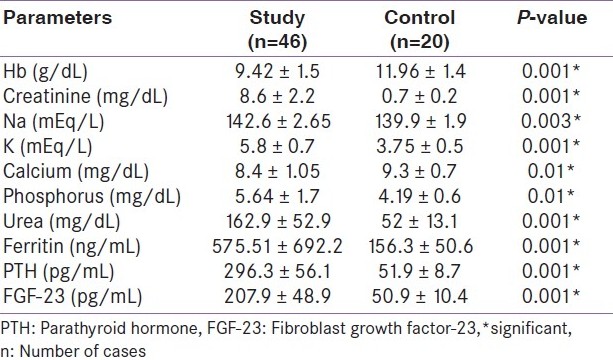 Parameters Study Control P-value
(n=46) (n=20)
Hb (g/dL) 9.42 ± 1.5 11.96 ± 1.4 0.001*
Creatinine (mg/dL) 8.6 ± 2.2 0.7 ± 0.2 0.001*
Na (mEq/L) 142.6 ± 2.65 139.9 ± 1.9 0.003*
K (mEq/L) 5.8 ± 0.7 3.75 ± 0.5 0.001*
Calcium (mg/dL) 8.4 ± 1.05 9.3 ± 0.7 0.01*
Phosphorus (mg/dL) 5.64 ± 1.7 4.19 ± 0.6 0.01*
Urea (mg/dL) 162.9 ± 52.9 52 ± 13.1 0.001*
Ferritin (ng/mL) 575.51 ± 692.2 156.3 ± 50.6 0.001*
PTH (pg/mL) 296.3 ± 56.1 51.9 ± 8.7 0.001*
FGF-23 (pg/mL) 207.9 ± 48.9 50.9 ± 10.4 0.001*
PTH: Parathyroid hormone, FGF-23: Fibroblast growth factor-23, *significant,
n: Number of cases